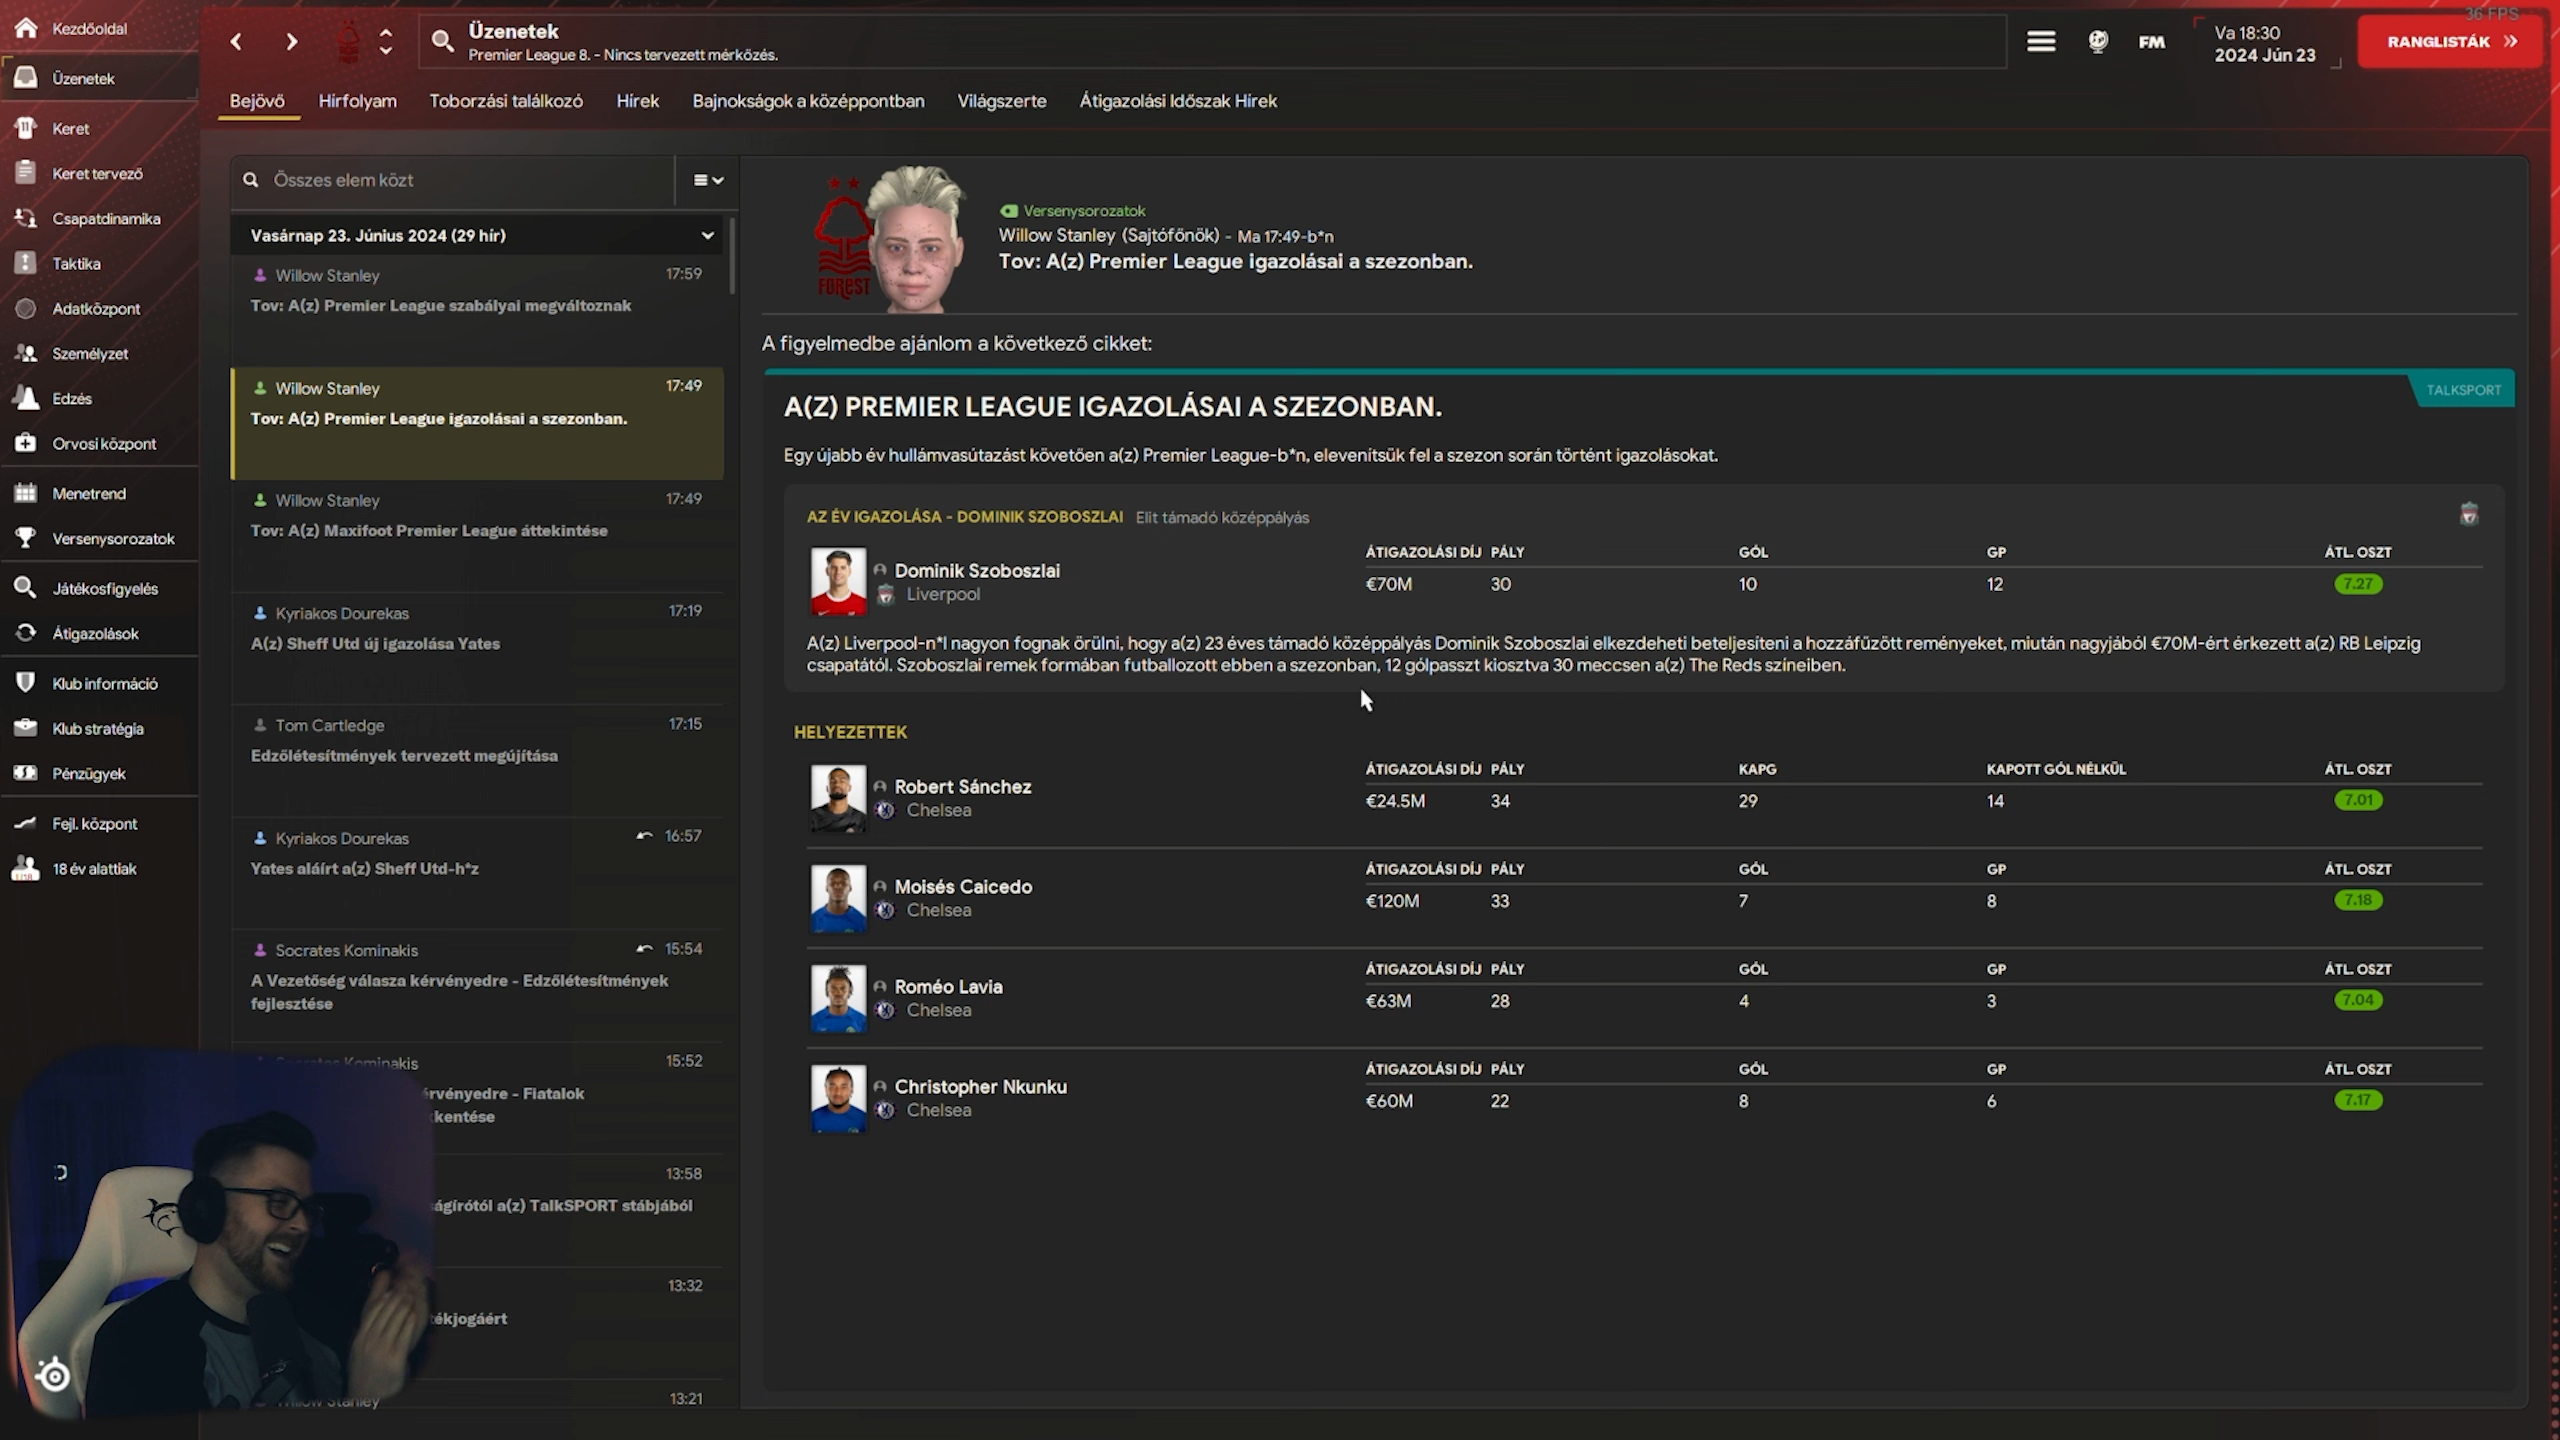 Kezdőoldal
Üzenetek
Keret
Keret tervező
Csapatdinamika
Taktika
Adatközpont
Személyzet
Edzés
Orvosi központ
Menetrend
Versenysorozatok
Játékosfigyelés
Átigazolások
Klub információ
Klub stratégia
Pénzügyek
Fejl. központ
18 év alattiak
Üzenetek
Premier League 8. - Nincs tervezett mérkőzés.
FM
Va 18:30
2024 Jún 23
36 FPS
RANGLISTÁK
Bejövő Hírfolyam Toborzási találkozó Hírek Bajnokságok a középpontban Világszerte Átigazolási Időszak Hírek
Összes elem közt
Vasárnap 23. Június 2024 (29 hír)
Willow Stanley 17:59
Tov: A(z) Premier League szabályai megváltoznak
Willow Stanley 17:49
Tov: A(z) Premier League igazolásai a szezonban.
Willow Stanley 17:49
Tov: A(z) Maxifoot Premier League áttekintése
Kyriakos Dourekas 17:19
A(z) Sheff Utd új igazolása Yates
Tom Cartledge 17:15
Edzőlétesítmények tervezett megújítása
Kyriakos Dourekas 16:57
Yates aláírt a(z) Sheff Utd-h*z
Socrates Kominakis 15:54
A Vezetőség válasza kérvényedre - Edzőlétesítmények
fejlesztése
Socrates Kominakis 15:52
érvényedre - Fiatalok
kentése
13:58
ságírótól a(z) TalkSPORT stábjából
13:32
ékjogáért
Willow Stanley 13:21
FOREST
Versenysorozatok
Willow Stanley (Sajtófőnök) - Ma 17:49-b*n
Tov: A(z) Premier League igazolásai a szezonban.
A figyelmedbe ajánlom a következő cikket:
TALKSPORT
A(Z) PREMIER LEAGUE IGAZOLÁSAI A SZEZONBAN.
Egy újabb év hullámvasútazást követően a(z) Premier League-b*n, elevenítsük fel a szezon során történt igazolásokat.
AZ ÉV IGAZOLÁSA - DOMINIK SZOBOSZLAI Elit támadó középpályás
ÁTIGAZOLÁSI DÍJ PÁLY GÓL GP ÁTL. OSZT
Dominik Szoboszlai
Liverpool
€70M 30 10 12 7.27
A(z) Liverpool-n*l nagyon fognak örülni, hogy a(z) 23 éves támadó középpályás Dominik Szoboszlai elkezdeheti beteljesíteni a hozzáfűzött reményeket, miután nagyjából €70M-ért érkezett a(z) RB Leipzig
csapatától. Szoboszlai remek formában futballozott ebben a szezonban, 12 gólpasszt kiosztva 30 meccsen a(z) The Reds színeiben.
HELYEZETTEK
ÁTIGAZOLÁSI DÍJ PÁLY KAPG KAPOTT GÓL NÉLKÜL ÁTL. OSZT
Robert Sánchez
Chelsea
€24.5M 34 29 14 7.01
ÁTIGAZOLÁSI DÍJ PÁLY GÓL GP ÁTL. OSZT
Moisés Caicedo
Chelsea
€120M 33 7 8 7.18
ÁTIGAZOLÁSI DÍJ PÁLY GÓL GP ÁTL. OSZT
Roméo Lavia
Chelsea
€63M 28 4 3 7.04
ÁTIGAZOLÁSI DÍJ PÁLY GÓL GP ÁTL. OSZT
Christopher Nkunku
Chelsea
€60M 22 8 6 7.17